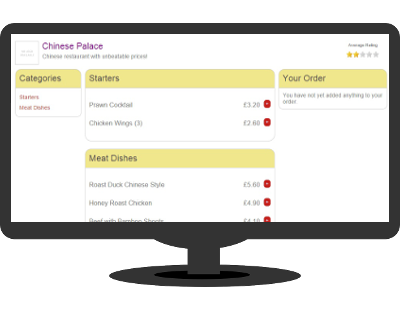 Chinese Palace
Chinese restaurant with unbeatable prices!
Average Rating
Categories
Starters
Meat Dishes
Starters
Prawn Cocktail £3.20
Chicken Wings (3) £2.60
Meat Dishes
Roast Duck Chinese Style £5.60
Honey Roast Chicken £4.90
Beef with Bamboo Shoots £4.10
Your Order
You have not yet added anything to your
order